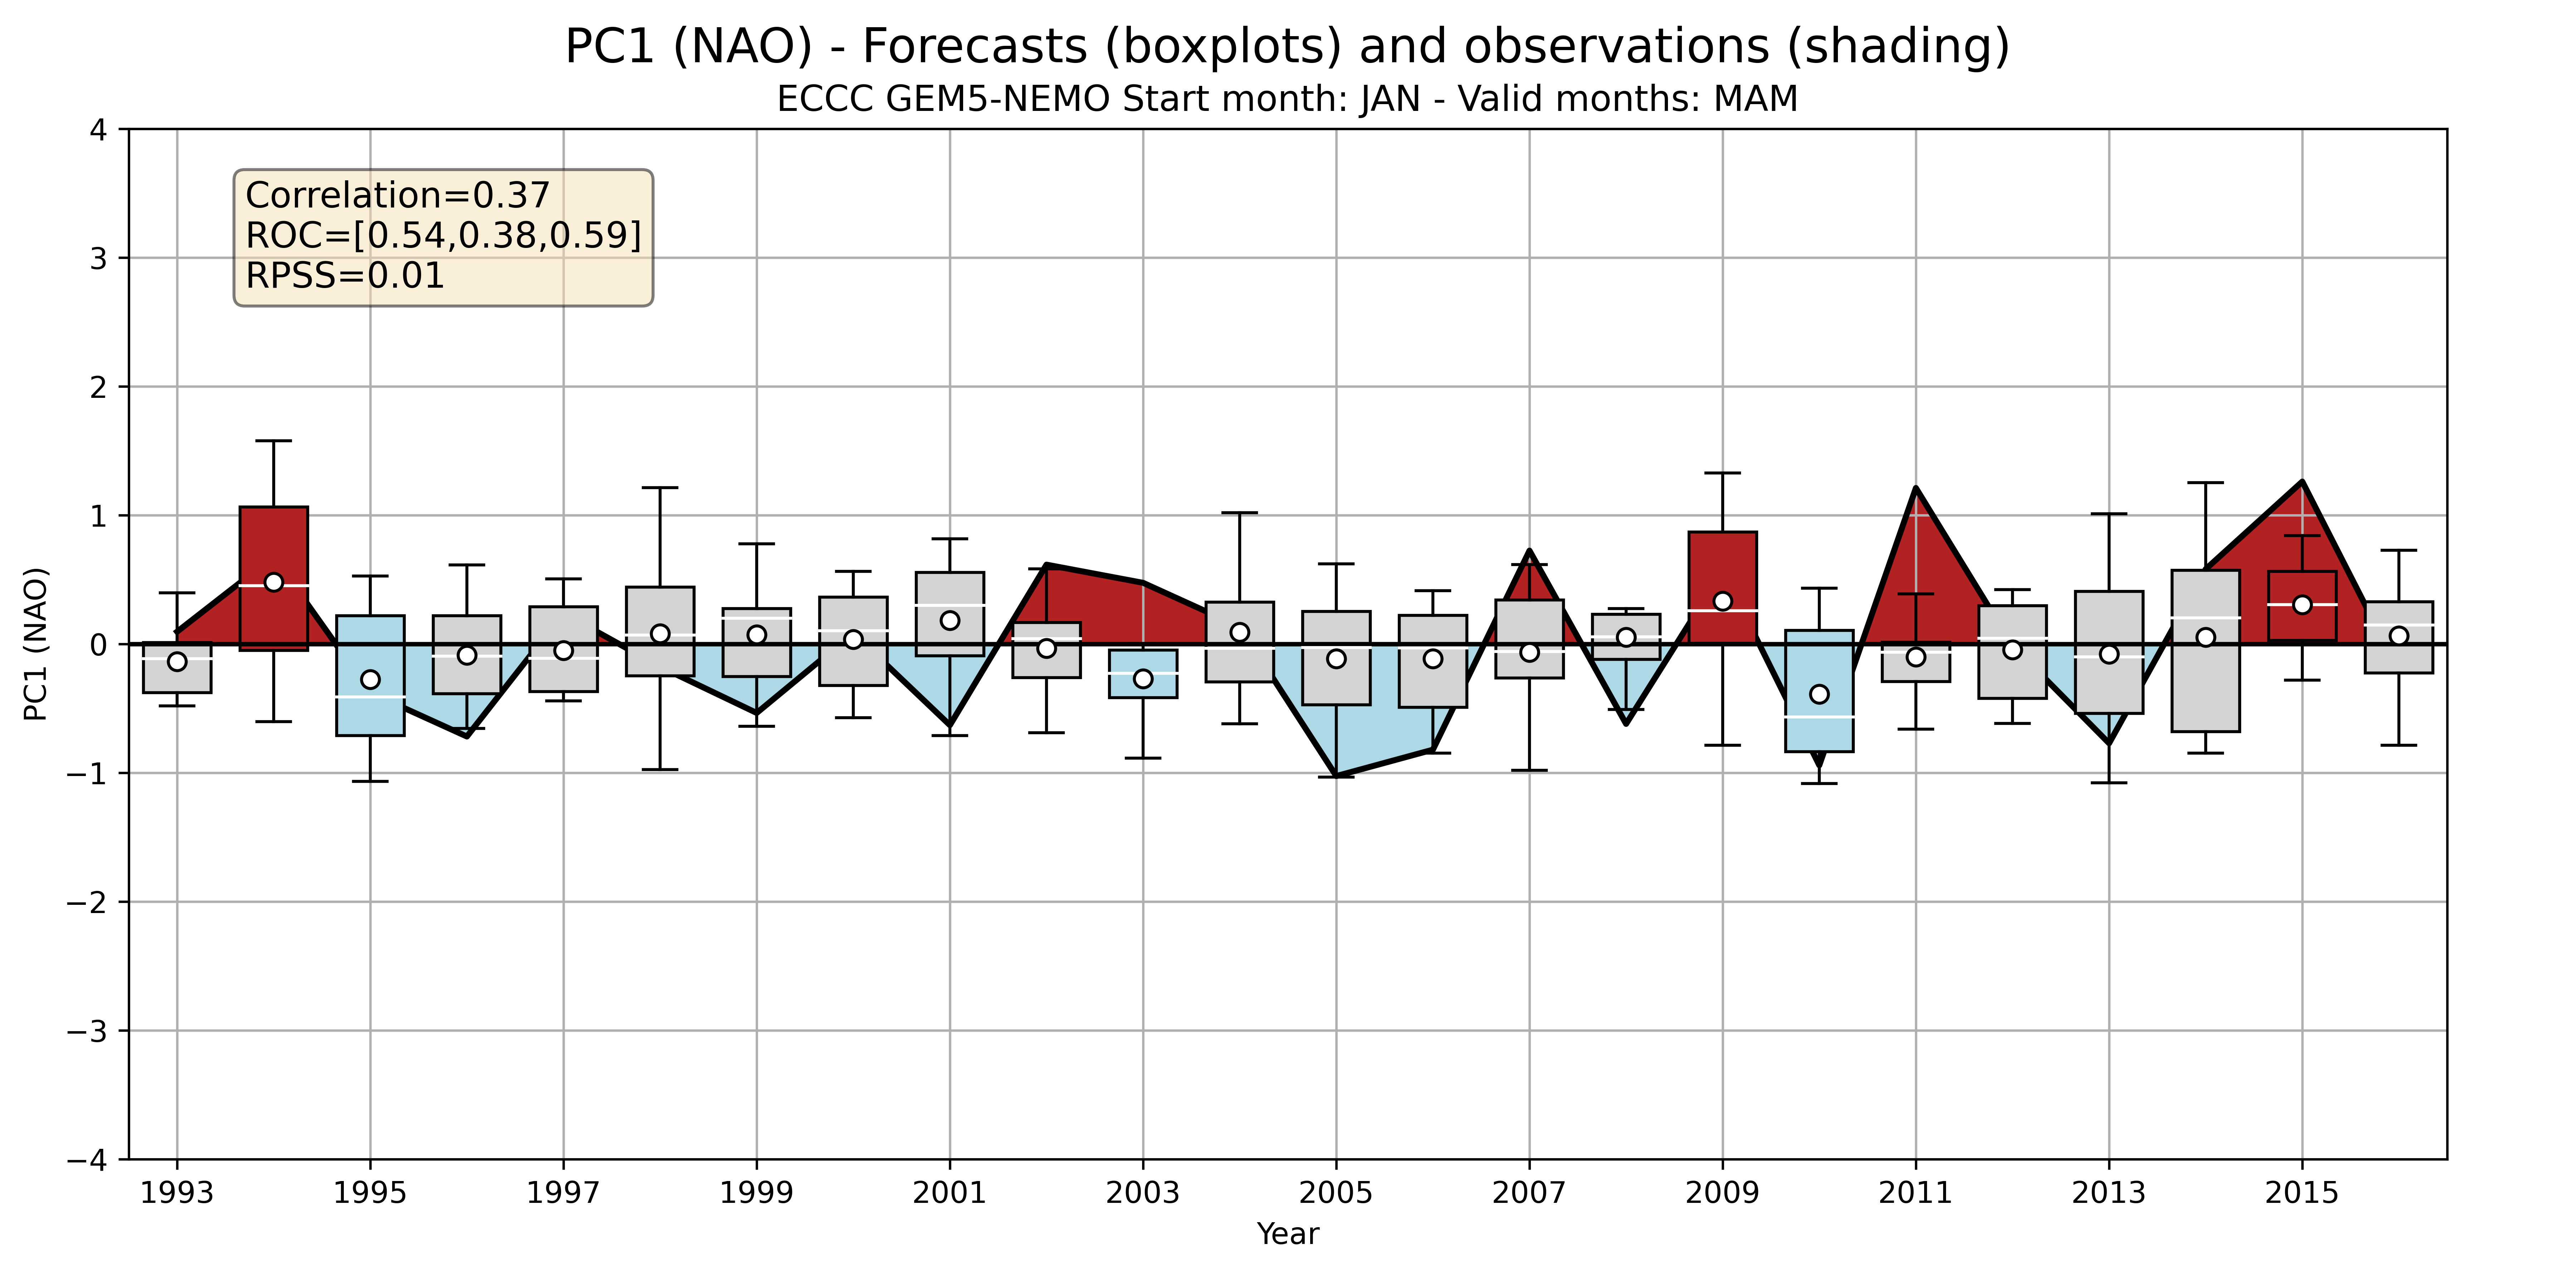 PC1 (NAO) - Forecasts (boxplots) and observations (shading)
ECCC GEM5-NEMO Start month: JAN - Valid months: MAM
Correlation=0.37
ROC=[0.54,0.38,0.59]
RPSS=0.01
PC1 (NAO)
4
3
2
1
0
−1
−2
−3
−4
1993 1995 1997 1999 2001 2003 2005 2007 2009 2011 2013 2015
Year